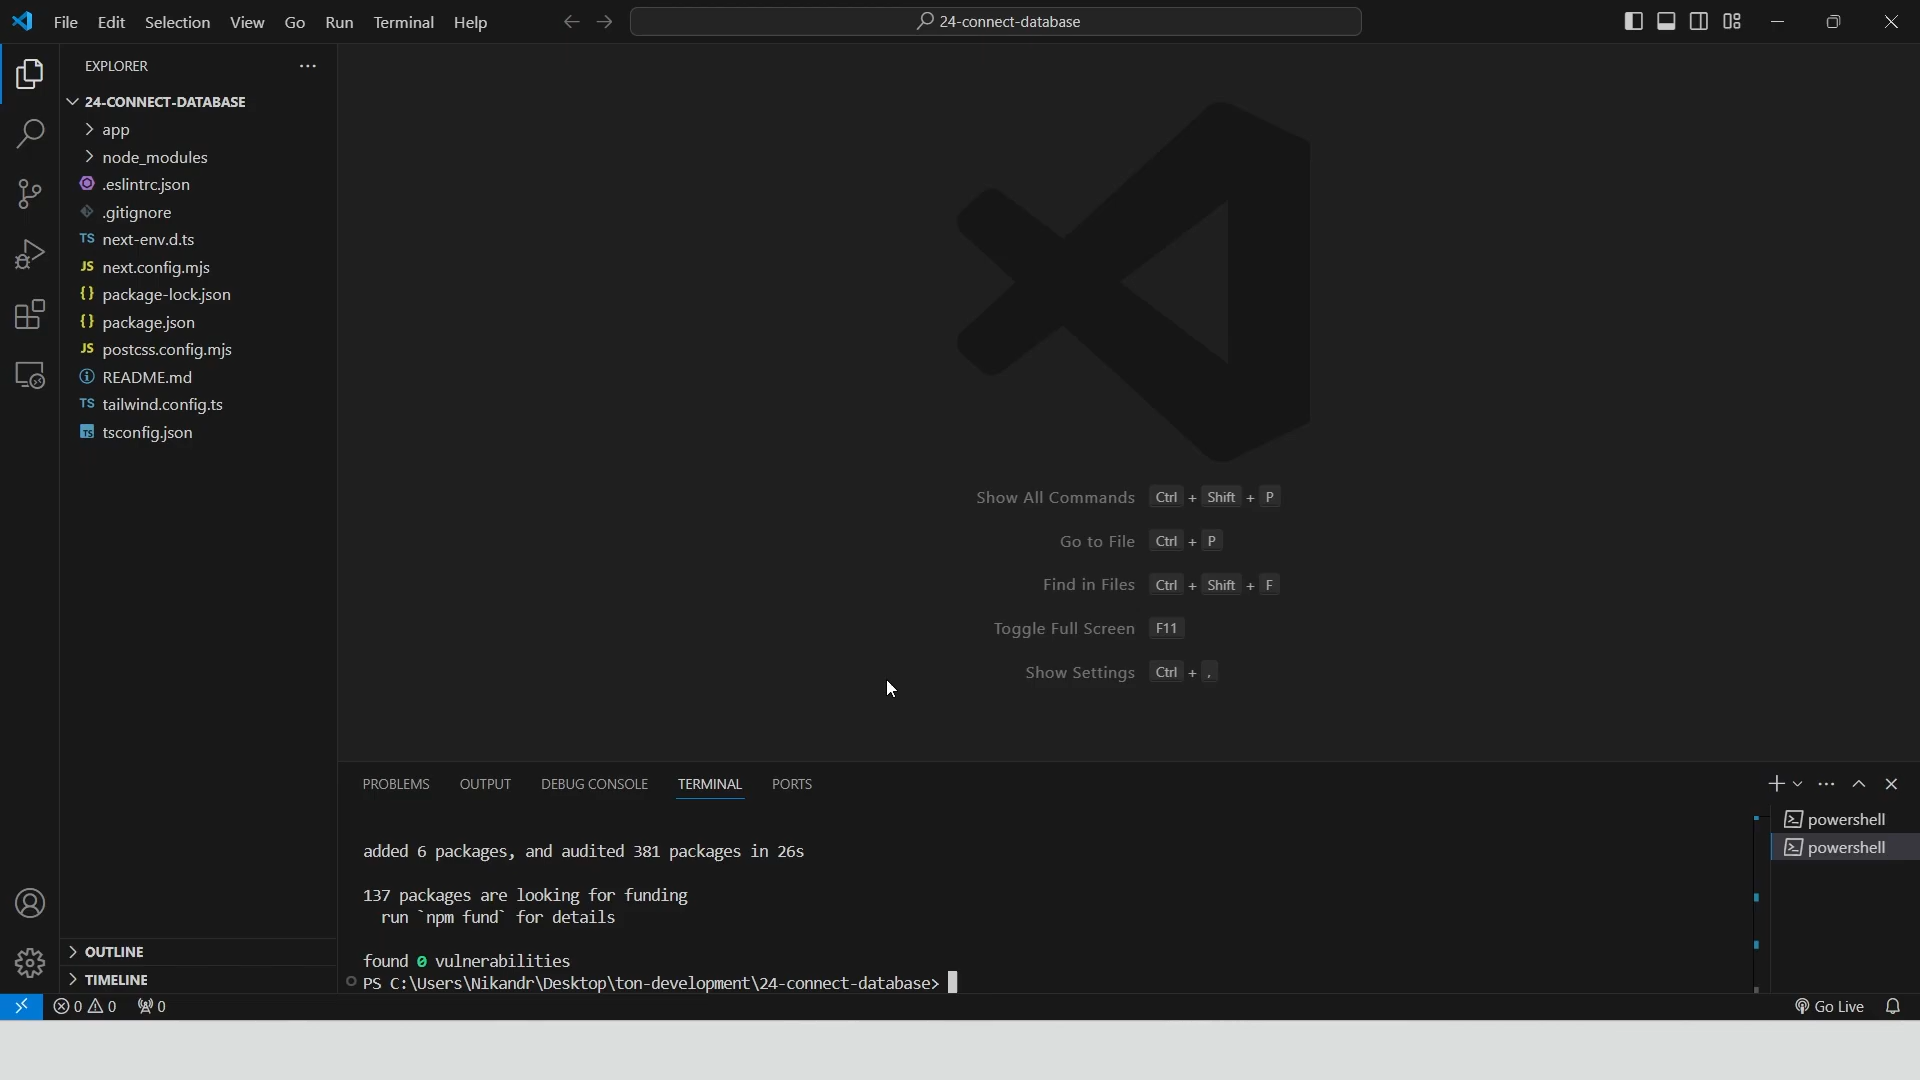 File Edit Selection View Go Run Terminal Help
24-connect-database
EXPLORER
24-CONNECT-DATABASE
app
node_modules
.eslintrc.json
.gitignore
TS next-env.d.ts
JS next.config.mjs
{} package-lock.json
{} package.json
JS postcss.config.mjs
README.md
TS tailwind.config.ts
TS tsconfig.json
OUTLINE
TIMELINE
Show All Commands Ctrl + Shift + P
Go to File Ctrl + P
Find in Files Ctrl + Shift + F
Toggle Full Screen F11
Show Settings Ctrl + ,
PROBLEMS OUTPUT DEBUG CONSOLE TERMINAL PORTS
added 6 packages, and audited 381 packages in 26s
137 packages are looking for funding
run `npm fund` for details
found 0 vulnerabilities
PS C:\Users\Nikandr\Desktop\ton-development\24-connect-database>
powershell
powershell
0 0 0
Go Live